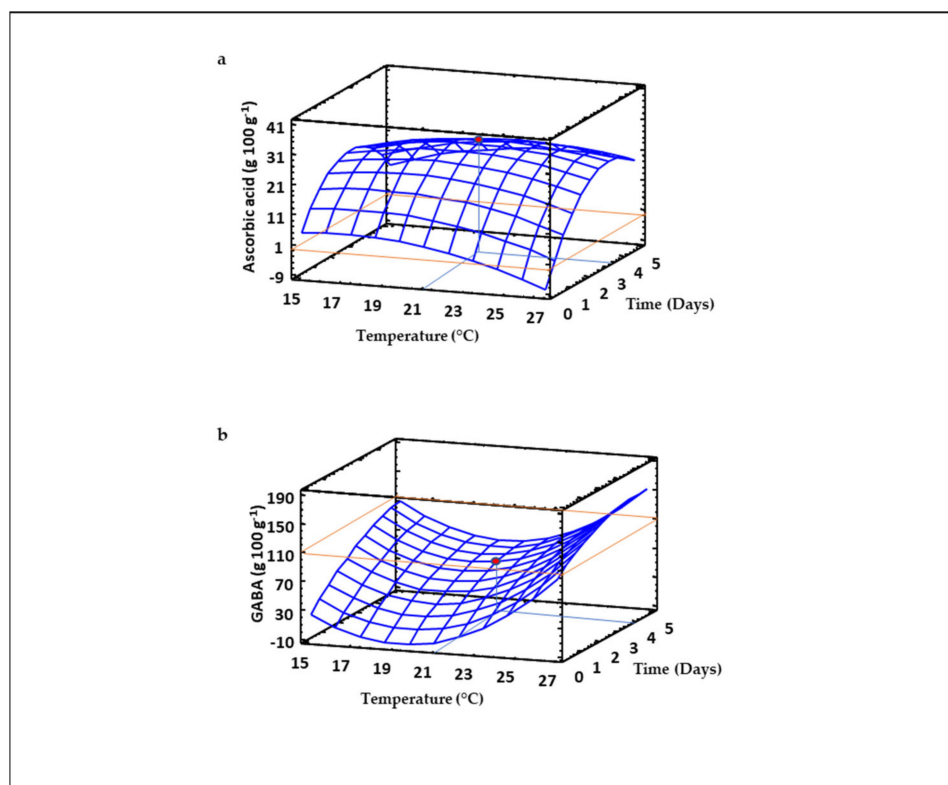 a
Ascorbic acid (g 100 g⁻¹)
41
31
21
11
1
-9
15 17 19 21 23 25 27
0 1 2 3 4 5
Temperature (°C)
Time (Days)
b
GABA (g 100 g⁻¹)
190
150
110
70
30
-10
15 17 19 21 23 25 27
0 1 2 3 4 5
Temperature (°C)
Time (Days)